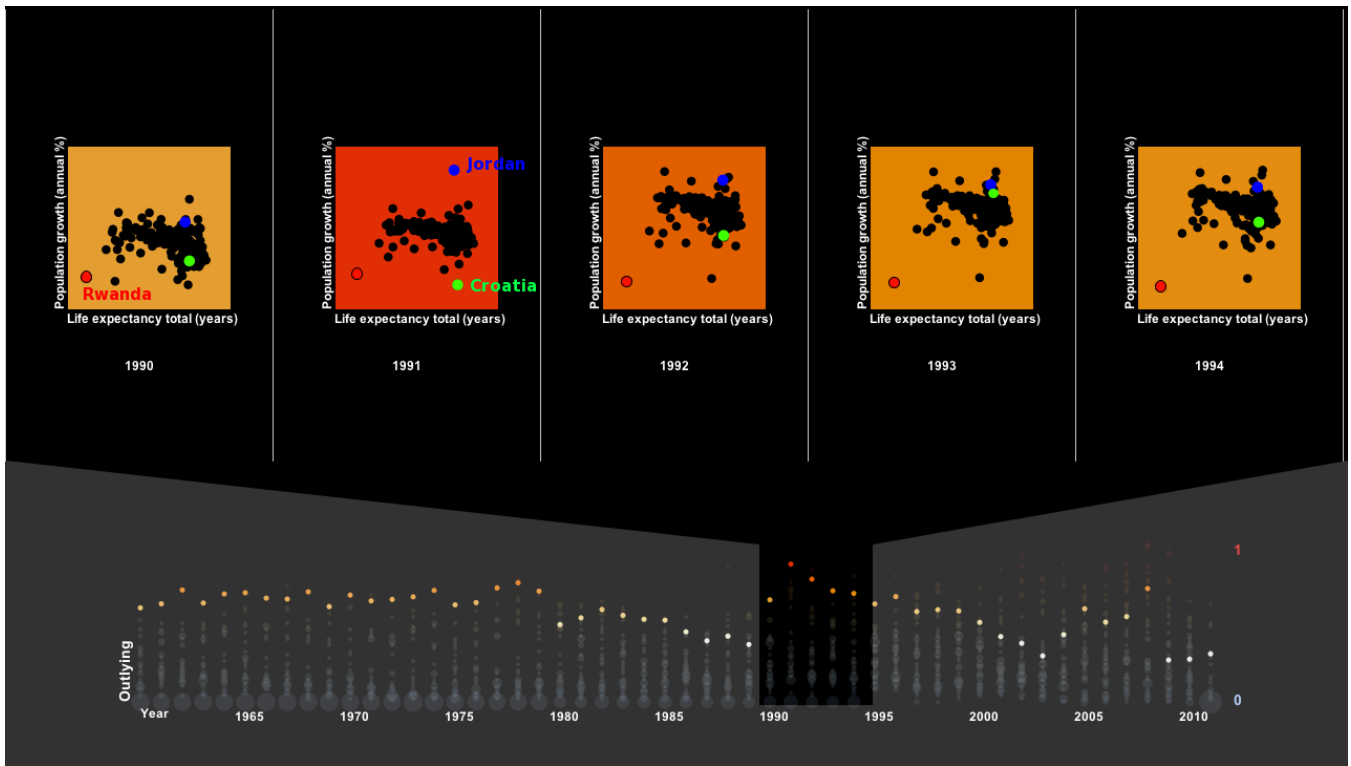 Population growth (annual %)
Rwanda
Life expectancy total (years)
1990
Population growth (annual %)
Jordan
Croatia
Life expectancy total (years)
1991
Population growth (annual %)
Life expectancy total (years)
1992
Population growth (annual %)
Life expectancy total (years)
1993
Population growth (annual %)
Life expectancy total (years)
1994
Outlying
1
0
Year 1965 1970 1975 1980 1985 1990 1995 2000 2005 2010